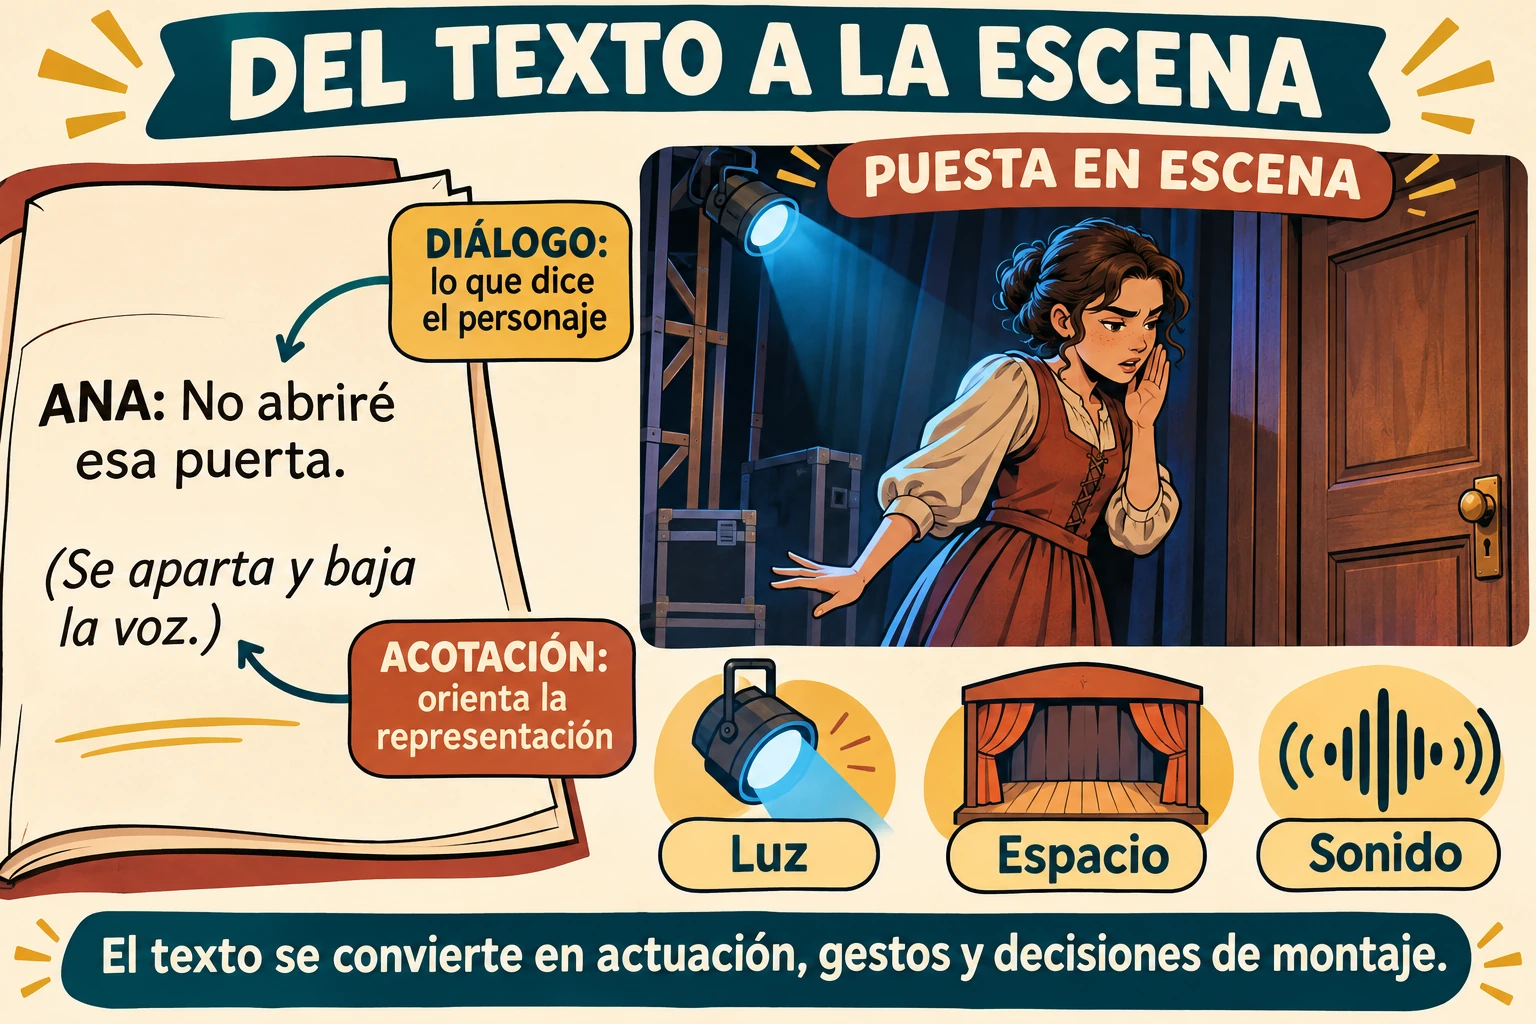 DEL TEXTO A LA ESCENA
PUESTA EN ESCENA
DIÁLOGO:
lo que dice
el personaje
ANA: No abriré
esa puerta.
(Se aparta y baja
la voz.)
ACOTACIÓN:
orienta la
representación
Luz
Espacio
Sonido
El texto se convierte en actuación, gestos y decisiones de montaje.